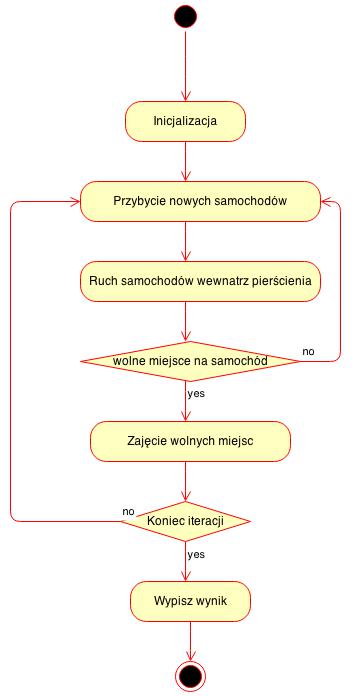 Inicjalizacja
Przybycie nowych samochodów
Ruch samochodów wewnatrz pierścienia
wolne miejsce na samochód
no
yes
Zajęcie wolnych miejsc
no
Koniec iteracji
yes
Wypisz wynik